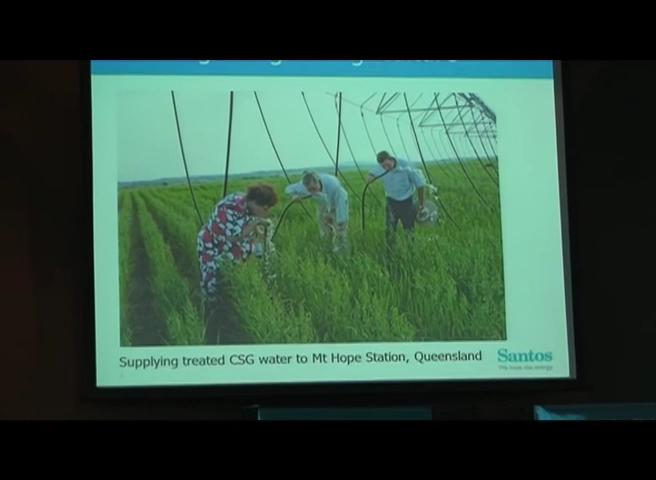 Supplying treated CSG water to Mt Hope Station, Queensland
Santos
We have the energy